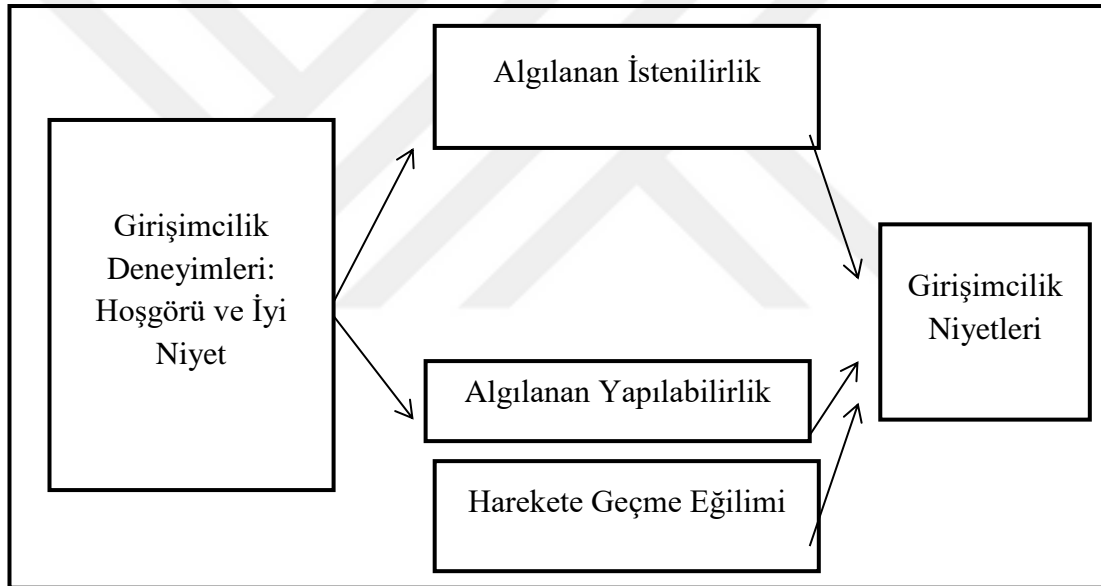 Algılanan İstenilirlik
Girişimcilik
Deneyimleri:
Hoşgörü ve İyi
Niyet
Girişimcilik
Niyetleri
Algılanan Yapılabilirlik
Harekete Geçme Eğilimi